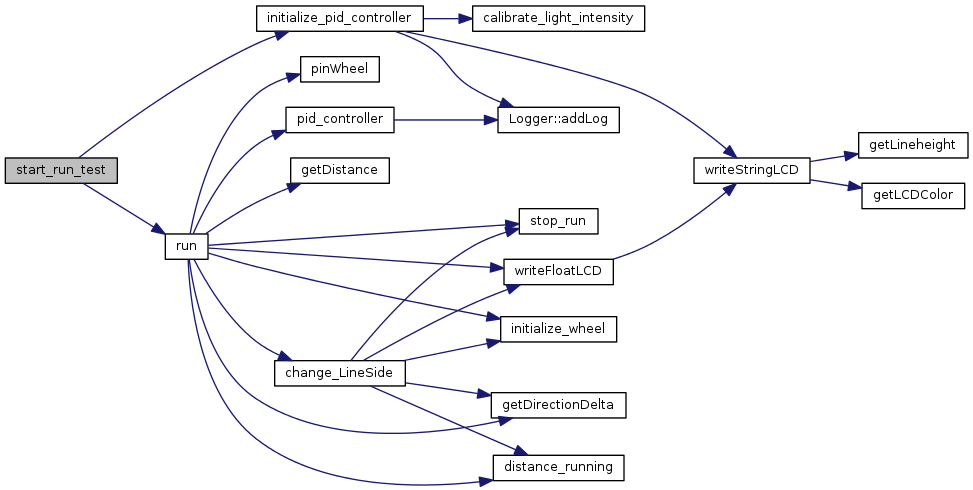 initialize_pid_controller
calibrate_light_intensity
pinWheel
pid_controller
Logger::addLog
getLineheight
start_run_test
getDistance
writeStringLCD
getLCDColor
stop_run
run
writeFloatLCD
initialize_wheel
change_LineSide
getDirectionDelta
distance_running